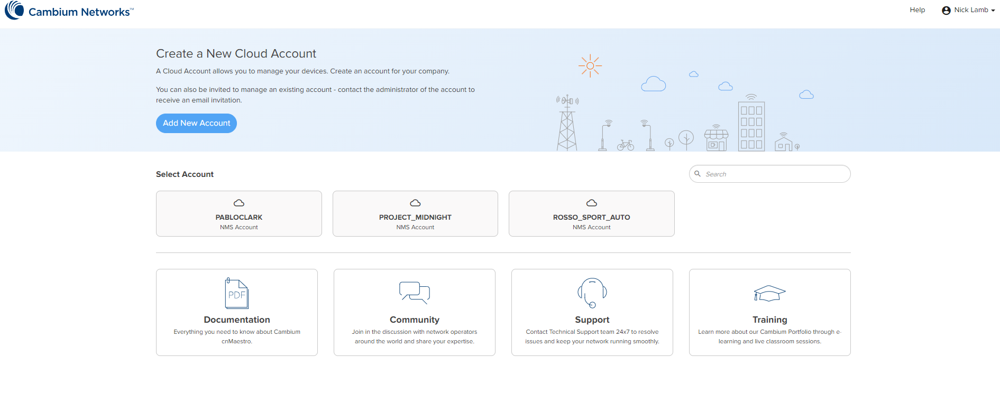 Cambium Networks™
Help
Nick Lamb
Create a New Cloud Account
A Cloud Account allows you to manage your devices. Create an account for your company.
You can also be invited to manage an existing account - contact the administrator of the account to
receive an email invitation.
Add New Account
Select Account
Search
PABLOCLARK
NMS Account
PROJECT_MIDNIGHT
NMS Account
ROSSO_SPORT_AUTO
NMS Account
PDF
Documentation
Everything you need to know about Cambium
cnMaestro.
Community
Join in the discussion with network operators
around the world and share your expertise.
Support
Contact Technical Support team 24x7 to resolve
issues and keep your network running smoothly.
Training
Learn more about our Cambium Portfolio through e-
learning and live classroom sessions.